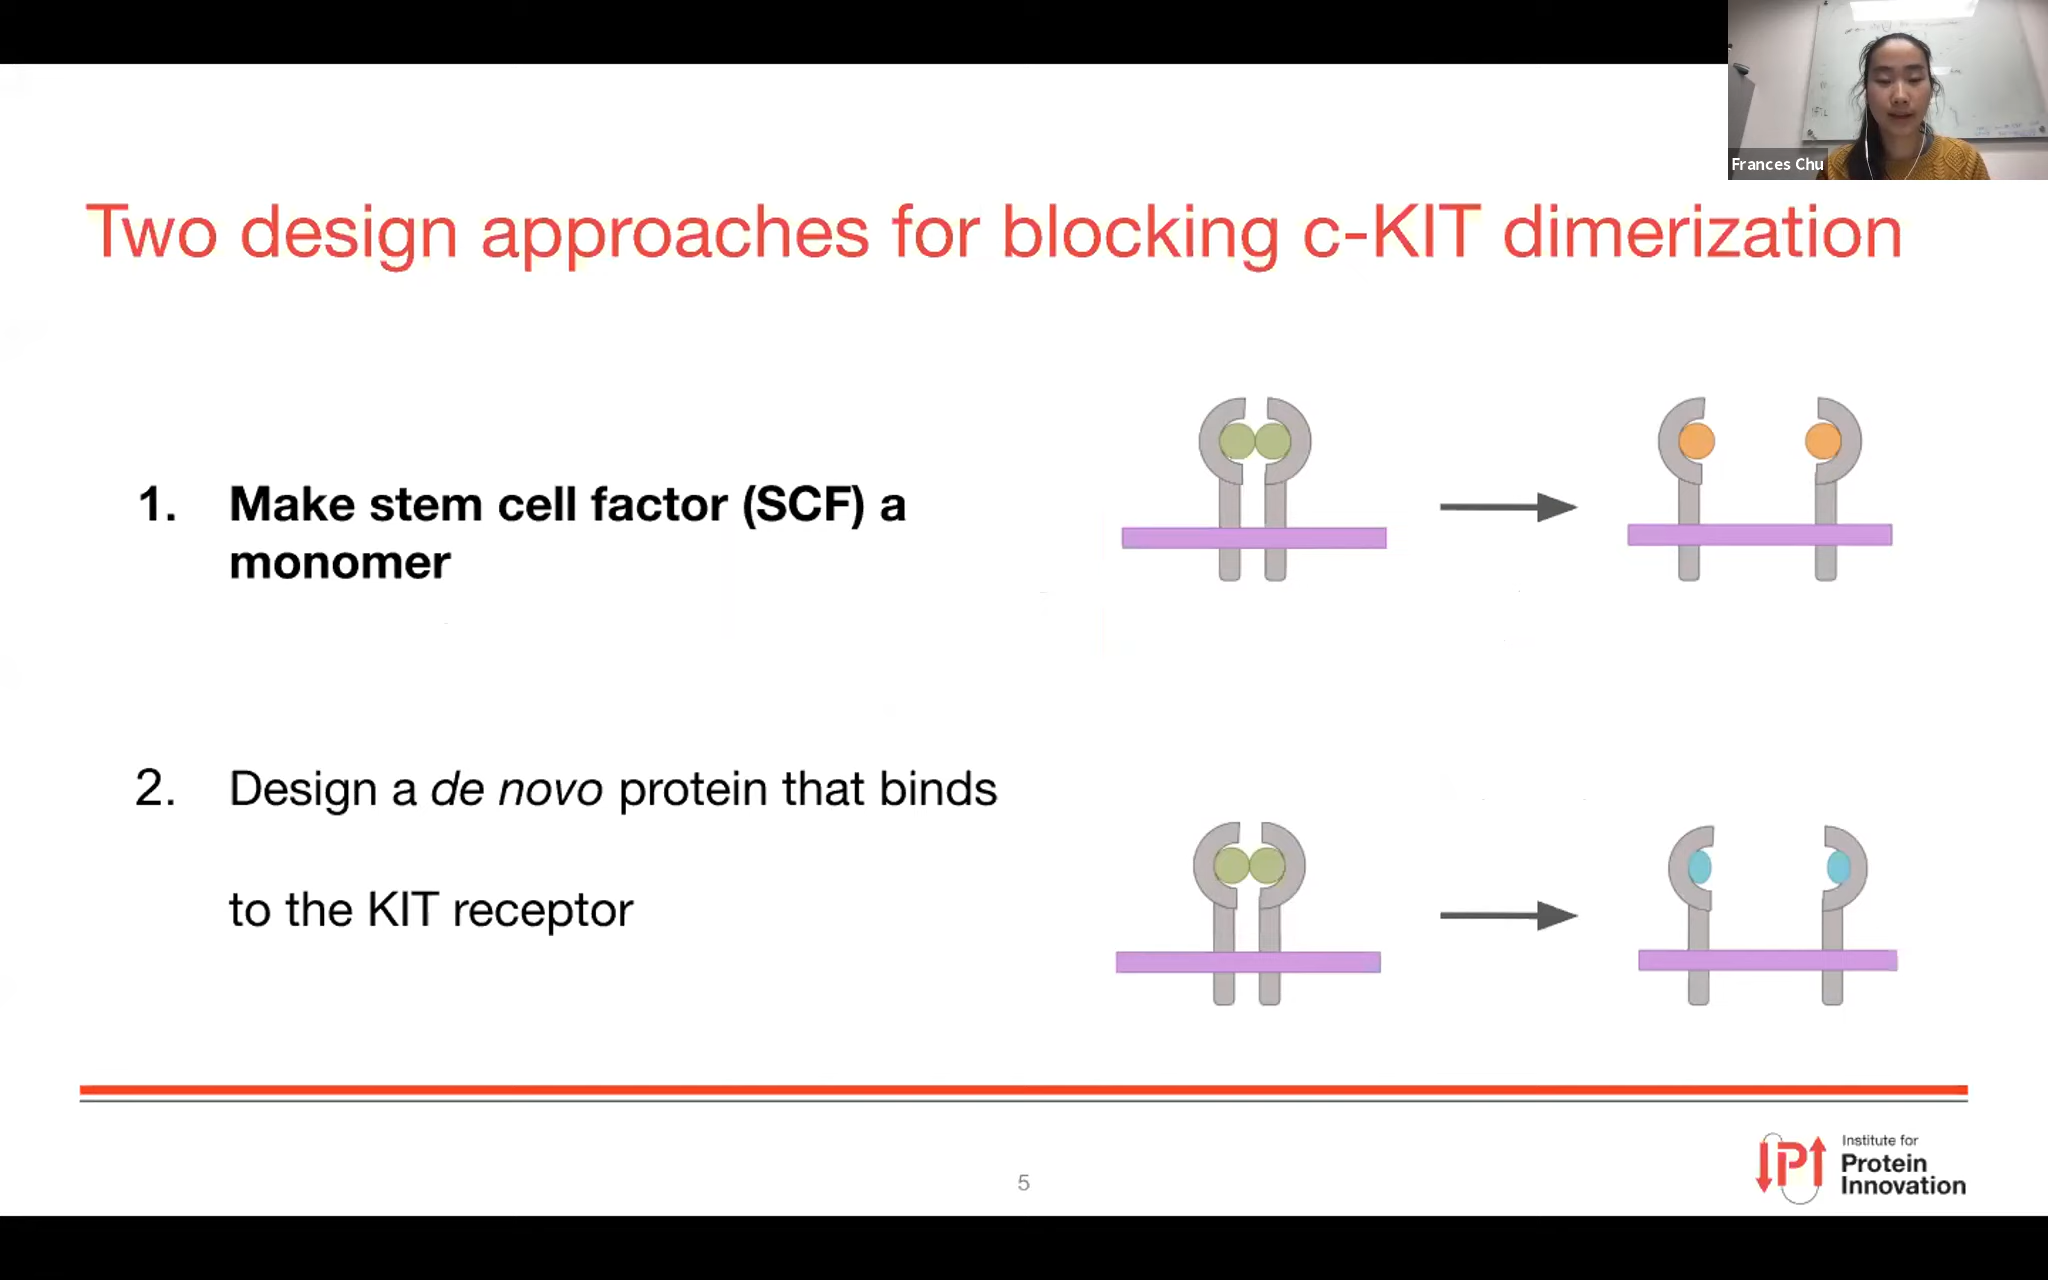 Frances Chu
Two design approaches for blocking c-KIT dimerization
1. Make stem cell factor (SCF) a
monomer
2. Design a de novo protein that binds
to the KIT receptor
5
IPI
Institute for
Protein
Innovation